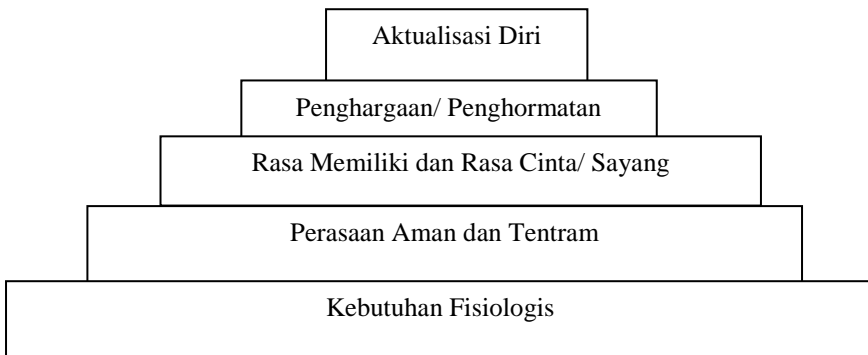 Aktualisasi Diri
Penghargaan/ Penghormatan
Rasa Memiliki dan Rasa Cinta/ Sayang
Perasaan Aman dan Tentram
Kebutuhan Fisiologis